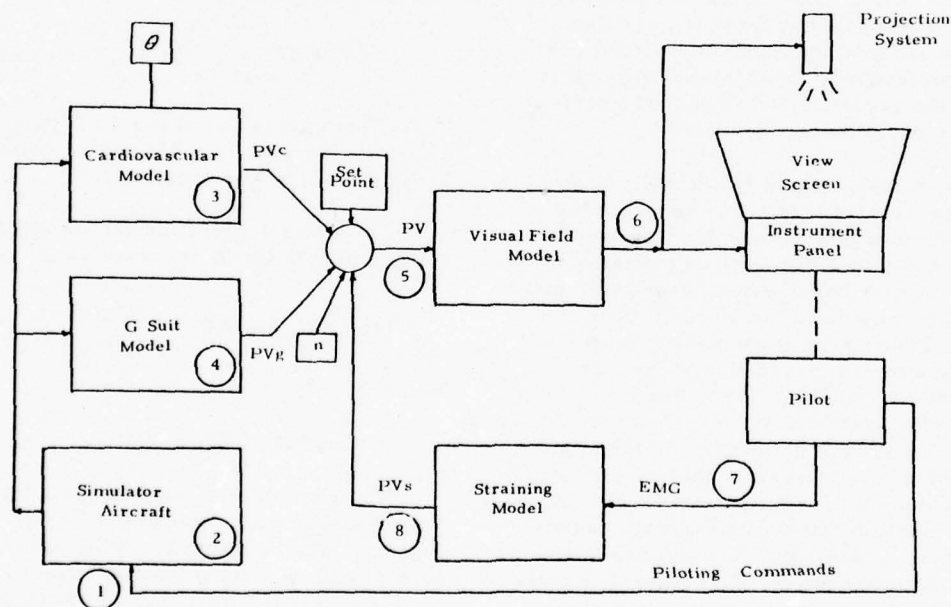 Projection
System
θ
Cardiovascular
Model
3
PVc
Set
Point
View
Screen
6
PV
Visual Field
Model
Instrument
Panel
5
G Suit
Model
4
PVg
n
Pilot
7
Simulator
Aircraft
2
PVs
8
Straining
Model
EMG
1
Piloting Commands